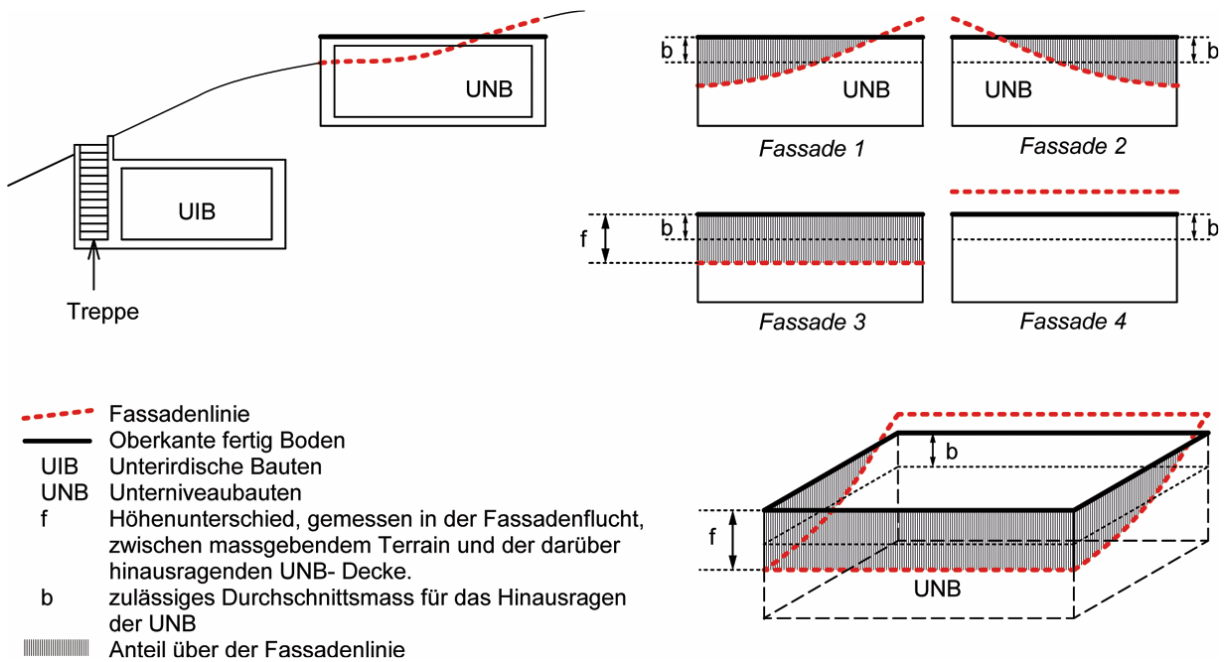 b
b
UNB
UNB
UNB
Fassade 1
Fassade 2
UIB
f
b
b
Treppe
Fassade 3
Fassade 4
Fassadenlinie
Oberkante fertig Boden
UIB Unterirdische Bauten
UNB Unterniveaubauten
f Höhenunterschied, gemessen in der Fassadenflucht,
zwischen massgebendem Terrain und der darüber
hinausragenden UNB- Decke.
b zulässiges Durchschnittsmass für das Hinausragen
der UNB
Anteil über der Fassadenlinie
b
f
UNB